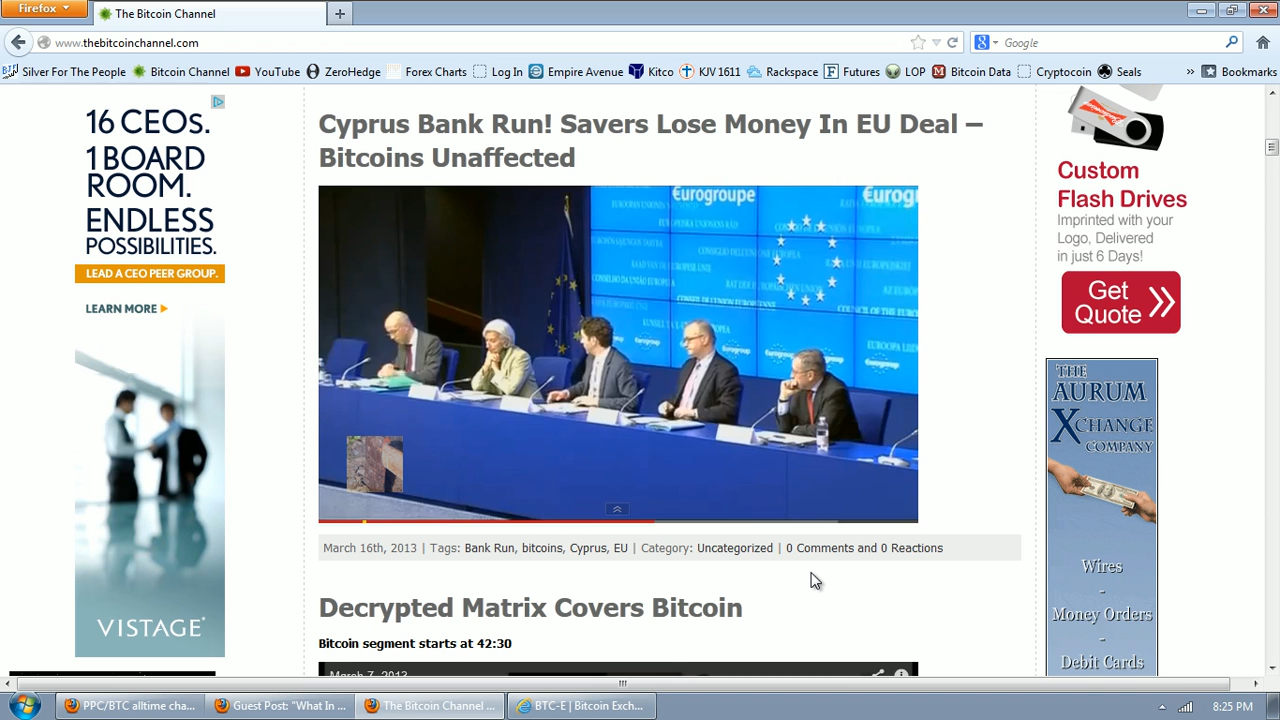 Firefox
The Bitcoin Channel
www.thebitcoinchannel.com
Google
Silver For The People
Bitcoin Channel
YouTube
ZeroHedge
Forex Charts
Log In
Empire Avenue
Kitco
KJV 1611
Rackspace
Futures
LOP
Bitcoin Data
Cryptocoin
Seals
»
Bookmarks
16 CEOs.
1 BOARD
ROOM.
ENDLESS
POSSIBILITIES.
LEAD A CEO PEER GROUP.
LEARN MORE
VISTAGE
Cyprus Bank Run! Savers Lose Money In EU Deal –
Bitcoins Unaffected
€urogroupe
€urog
March 16th, 2013 | Tags: Bank Run, bitcoins, Cyprus, EU | Category: Uncategorized | 0 Comments and 0 Reactions
Decrypted Matrix Covers Bitcoin
Bitcoin segment starts at 42:30
March 7, 2013
Custom
Flash Drives
Imprinted with your
Logo, Delivered
in just 6 Days!
Get
Quote
THE
AURUM
XCHANGE
COMPANY
Wires
-
Money Orders
-
Debit Cards
PPC/BTC alltime cha...
Guest Post: "What In ...
The Bitcoin Channel ...
BTC-E | Bitcoin Exch...
8:25 PM